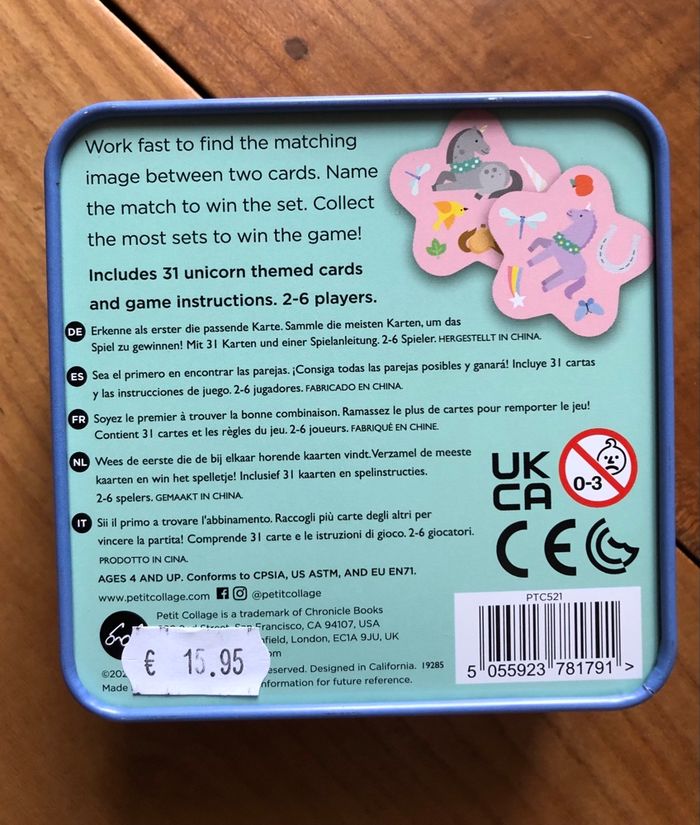 Work fast to find the matching
image between two cards. Name
the match to win the set. Collect
the most sets to win the game!
Includes 31 unicorn themed cards
and game instructions. 2-6 players.
DE Erkenne als erster die passende Karte. Sammle die meisten Karten, um das
Spiel zu gewinnen! Mit 31 Karten und einer Spielanleitung. 2-6 Spieler. HERGESTELLT IN CHINA.
ES Sea el primero en encontrar las parejas. ¡Consiga todas las parejas posibles y ganará! Incluye 31 cartas
y las instrucciones de juego. 2-6 jugadores. FABRICADO EN CHINA.
FR Soyez le premier à trouver la bonne combinaison. Ramassez le plus de cartes pour remporter le jeu!
Contient 31 cartes et les règles du jeu. 2-6 joueurs. FABRIQUÉ EN CHINE.
NL Wees de eerste die de bij elkaar horende kaarten vindt. Verzamel de meeste
kaarten en win het spelletje! Inclusief 31 kaarten en spelinstructies.
2-6 spelers. GEMAAKT IN CHINA.
IT Sii il primo a trovare l'abbinamento. Raccogli più carte degli altri per
vincere la partita! Comprende 31 carte e le istruzioni di gioco. 2-6 giocatori.
PRODOTTO IN CINA.
UK
CA
0-3
CE
AGES 4 AND UP. Conforms to CPSIA, US ASTM, AND EU EN71.
www.petitcollage.com @petitcollage
Petit Collage is a trademark of Chronicle Books
Street, San Francisco, CA 94107, USA
London, EC1A 9JU, UK
Designed in California. 19285
Made
information for future reference.
€ 15.95
PTC521
5 055923 781791 >